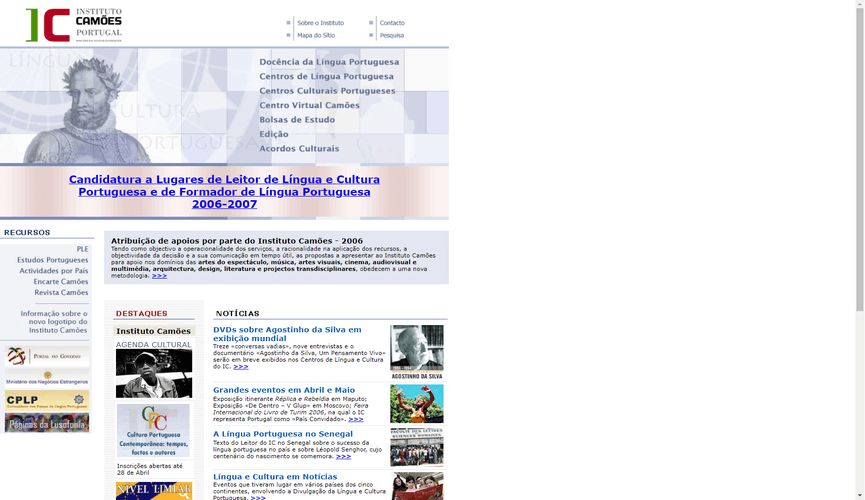 INSTITUTO
CAMÕES
PORTUGAL
Sobre o Instituto
Contacto
Mapa do Sítio
Pesquisa
LÍNGUA
CULTURA
PORTUGUESA
Docência da Língua Portuguesa
Centros de Língua Portuguesa
Centros Culturais Portugueses
Centro Virtual Camões
Bolsas de Estudo
Edição
Acordos Culturais
Candidatura a Lugares de Leitor de Língua e Cultura
Portuguesa e de Formador de Língua Portuguesa
2006-2007
RECURSOS
PLE
Estudos Portugueses
Actividades por País
Encarte Camões
Revista Camões
Informação sobre o
novo logotipo do
Instituto Camões
PORTAL DO GOVERNO
Ministério dos Negócios Estrangeiros
CPLP
Páginas da Lusofonia
Atribuição de apoios por parte do Instituto Camões - 2006
Tendo como objectivo a operacionalidade dos serviços, a racionalidade na aplicação dos recursos, a
objectividade da decisão e a sua comunicação em tempo útil, as propostas a apresentar ao Instituto Camões
para apoio nos domínios das artes do espectáculo, música, artes visuais, cinema, audiovisual e
multimédia, arquitectura, design, literatura e projectos transdisciplinares, obedecem a uma nova
metodologia. >>>
DESTAQUES
Instituto Camões
AGENDA CULTURAL
CPC
Cultura Portuguesa
Contemporânea: tempos,
factos e autores
Inscrições abertas até
28 de Abril
NÍVEL LIMIAR
NOTÍCIAS
DVDs sobre Agostinho da Silva em
exibição mundial
Treze «conversas vadias», nove entrevistas e o
documentário «Agostinho da Silva, Um Pensamento Vivo»
serão em breve exibidos nos Centros de Língua e Cultura
do IC. >>>
AGOSTINHO DA SILVA
Grandes eventos em Abril e Maio
Exposição itinerante Réplica e Rebeldia em Maputo;
Exposição «De Dentro – V Glup» em Moscovo; Feira
Internacional do Livro de Turim 2006, na qual o IC
representa Portugal como «País Convidado». >>>
A Língua Portuguesa no Senegal
Texto do Leitor do IC no Senegal sobre o sucesso da
língua portuguesa no país e sobre Léopold Senghor, cujo
centenário do nascimento se comemora. >>>
Língua e Cultura em Notícias
Eventos que tiveram lugar em vários países dos cinco
continentes, envolvendo a Divulgação da Língua e Cultura
Portuguesa. >>>